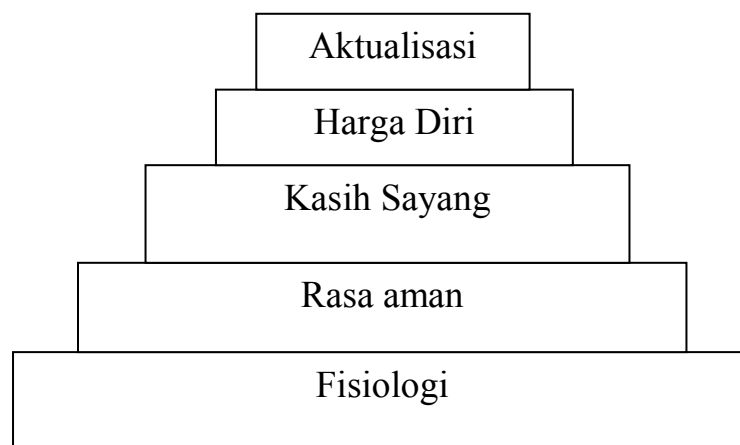 Aktualisasi
Harga Diri
Kasih Sayang
Rasa aman
Fisiologi